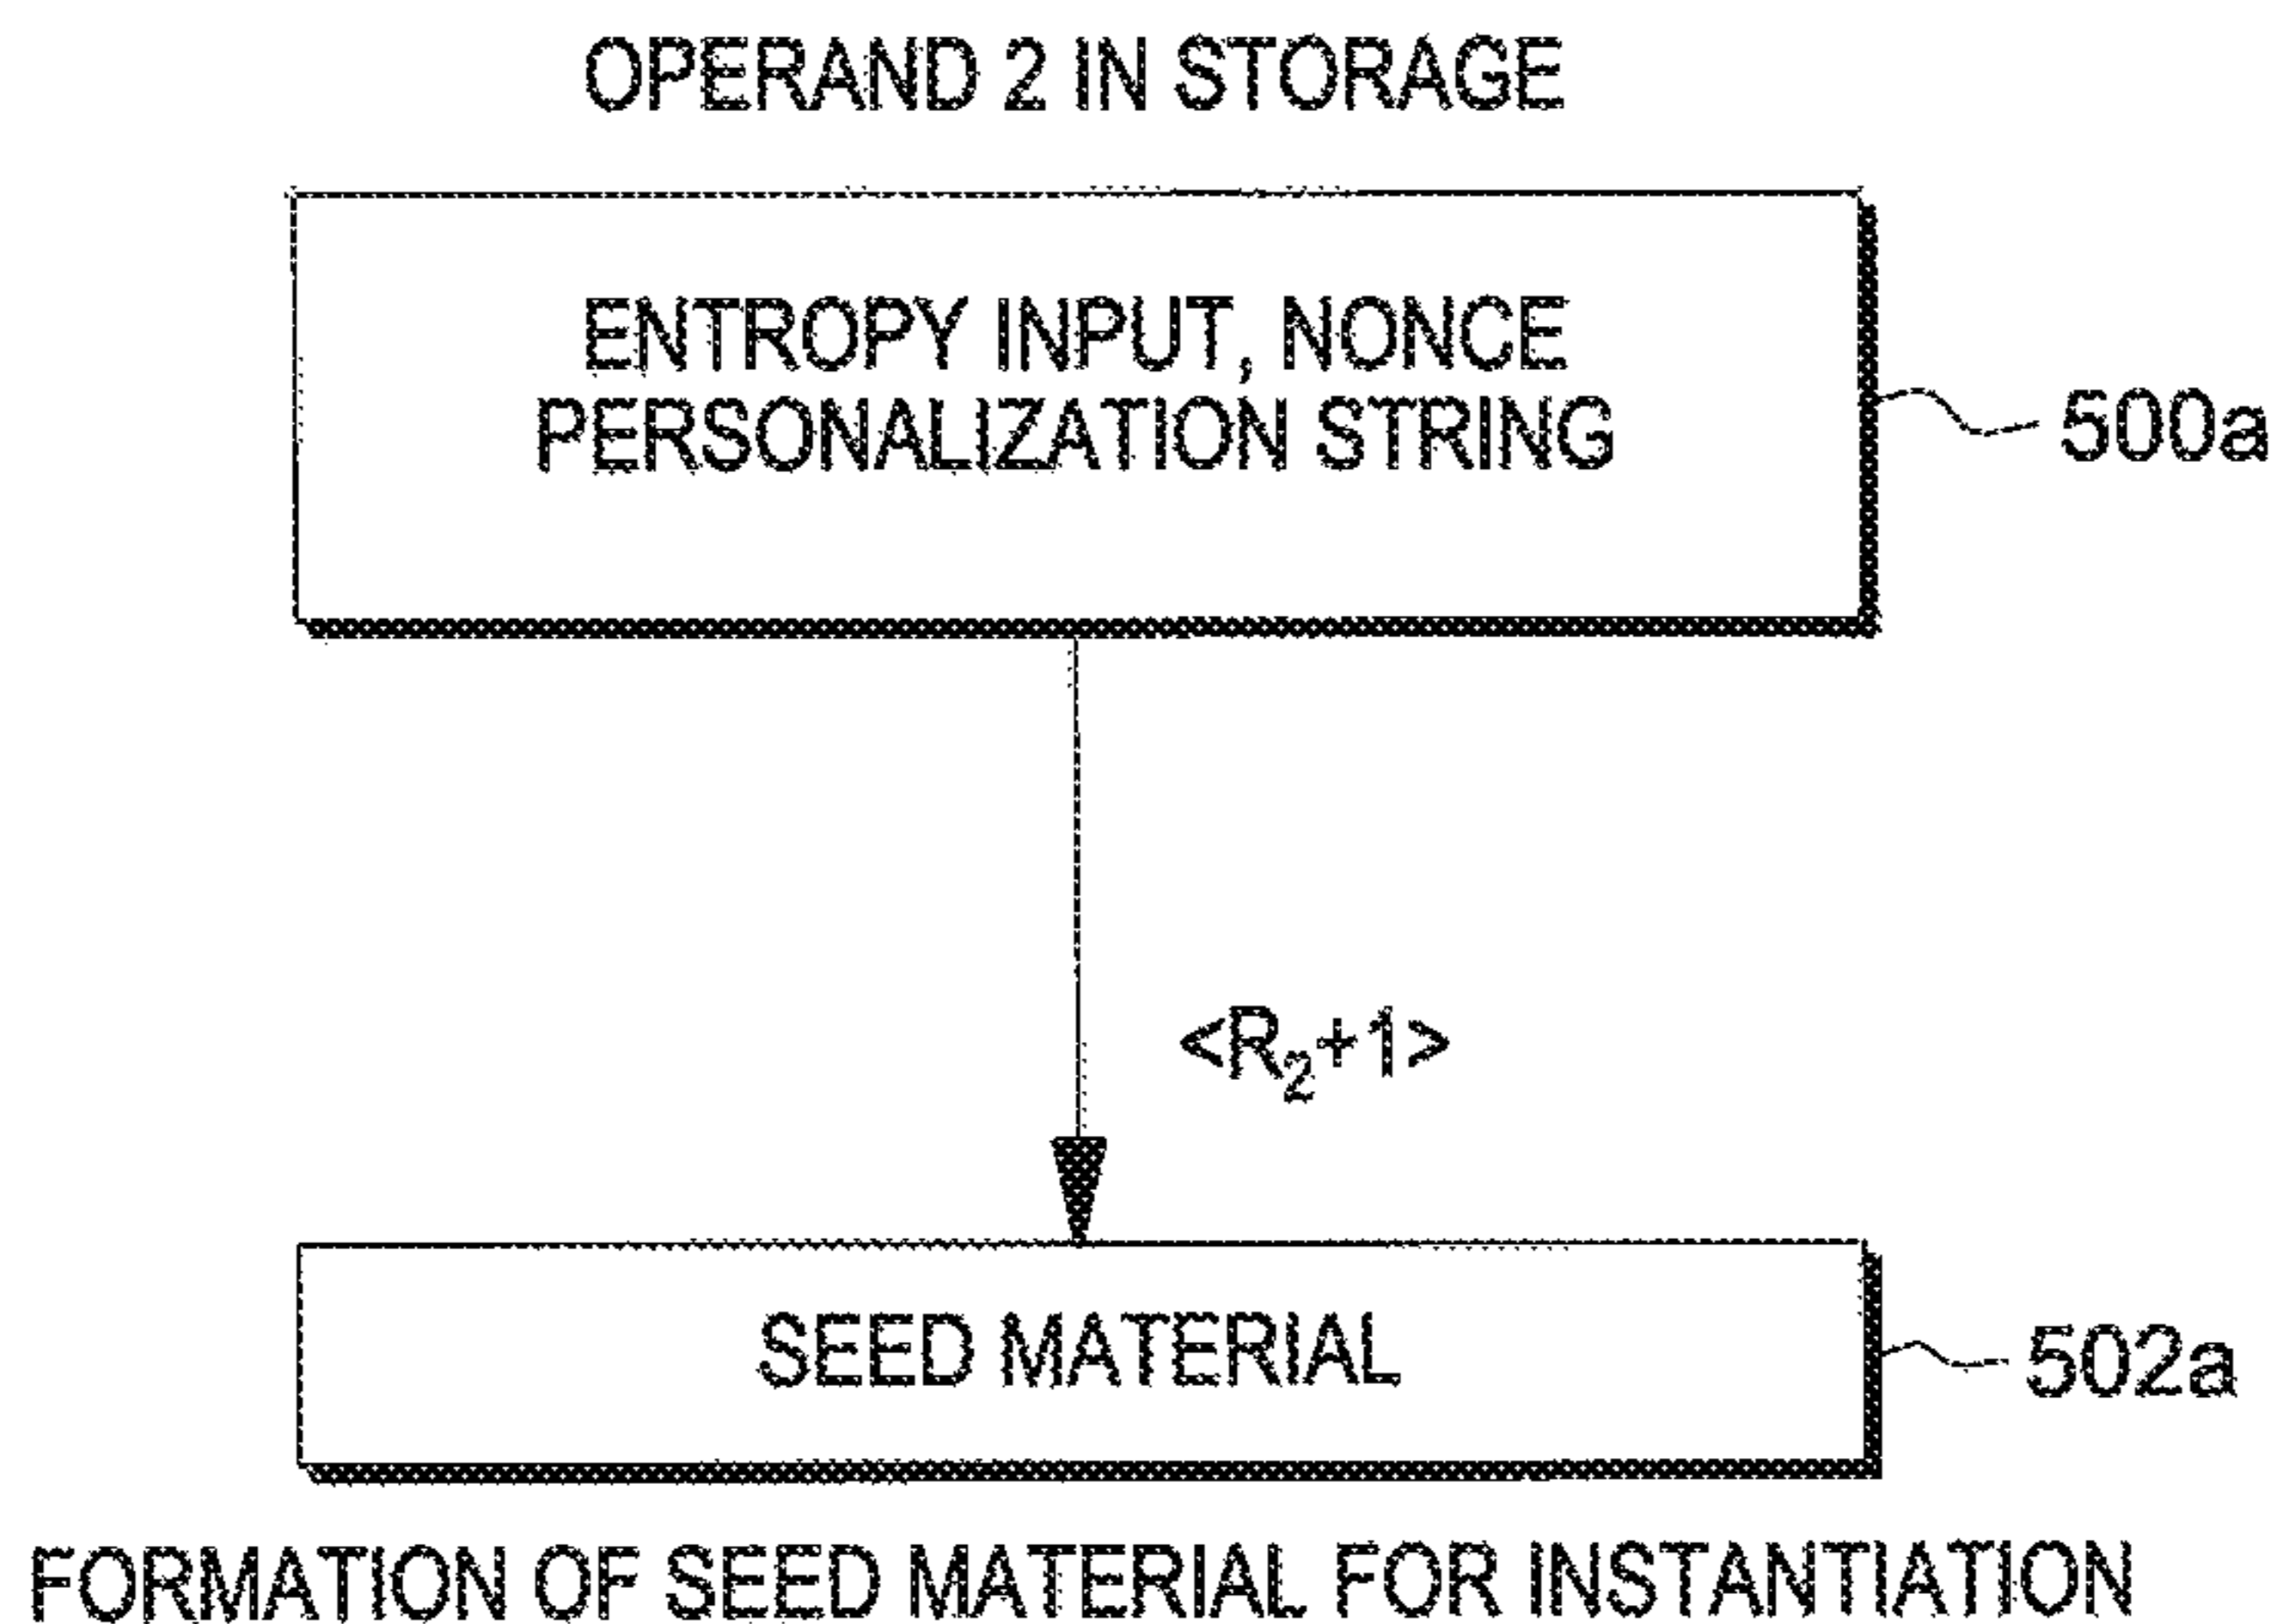 OPERAND 2 IN STORAGE
ENTROPY INPUT, NONCE
PERSONALIZATION STRING
500a
<R₂+1>
SEED MATERIAL
502a
FORMATION OF SEED MATERIAL FOR INSTANTIATION